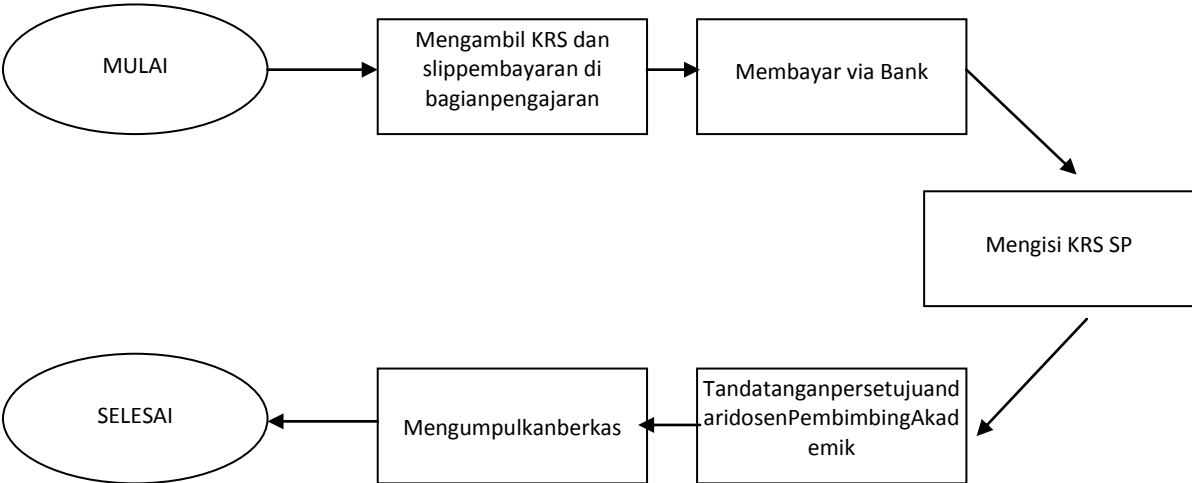 MULAI
Mengambil KRS dan
slippembayaran di
bagianpengajaran
Membayar via Bank
Mengisi KRS SP
Tandatanganpersetujuand
aridosenPembimbingAkad
emik
Mengumpulkanberkas
SELESAI